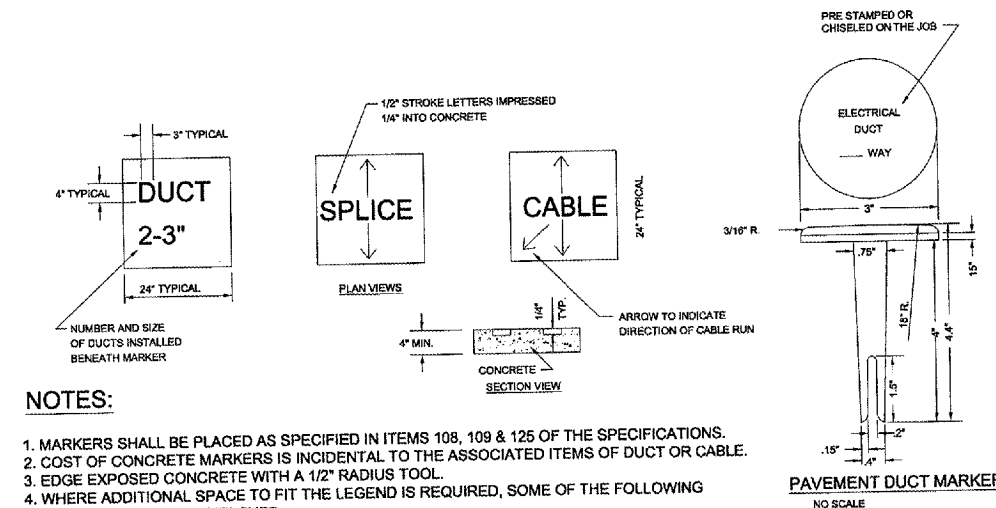 PRE STAMPED OR
CHISELED ON THE JOB
1/2" STROKE LETTERS IMPRESSED
1/4" INTO CONCRETE
3" TYPICAL
4" TYPICAL
DUCT
2-3"
24" TYPICAL
NUMBER AND SIZE
OF DUCTS INSTALLED
BENEATH MARKER
SPLICE
PLAN VIEWS
CABLE
24" TYPICAL
ARROW TO INDICATE
DIRECTION OF CABLE RUN
4" MIN.
1/4"
TYP.
CONCRETE
SECTION VIEW
ELECTRICAL
DUCT
___ WAY
3"
3/16" R.
.75"
15"
18" R.
4"
4.4"
1.5"
.2"
.15"
.4"
PAVEMENT DUCT MARKER
NO SCALE
NOTES:
1. MARKERS SHALL BE PLACED AS SPECIFIED IN ITEMS 108, 109 & 125 OF THE SPECIFICATIONS.
2. COST OF CONCRETE MARKERS IS INCIDENTAL TO THE ASSOCIATED ITEMS OF DUCT OR CABLE.
3. EDGE EXPOSED CONCRETE WITH A 1/2" RADIUS TOOL.
4. WHERE ADDITIONAL SPACE TO FIT THE LEGEND IS REQUIRED, SOME OF THE FOLLOWING